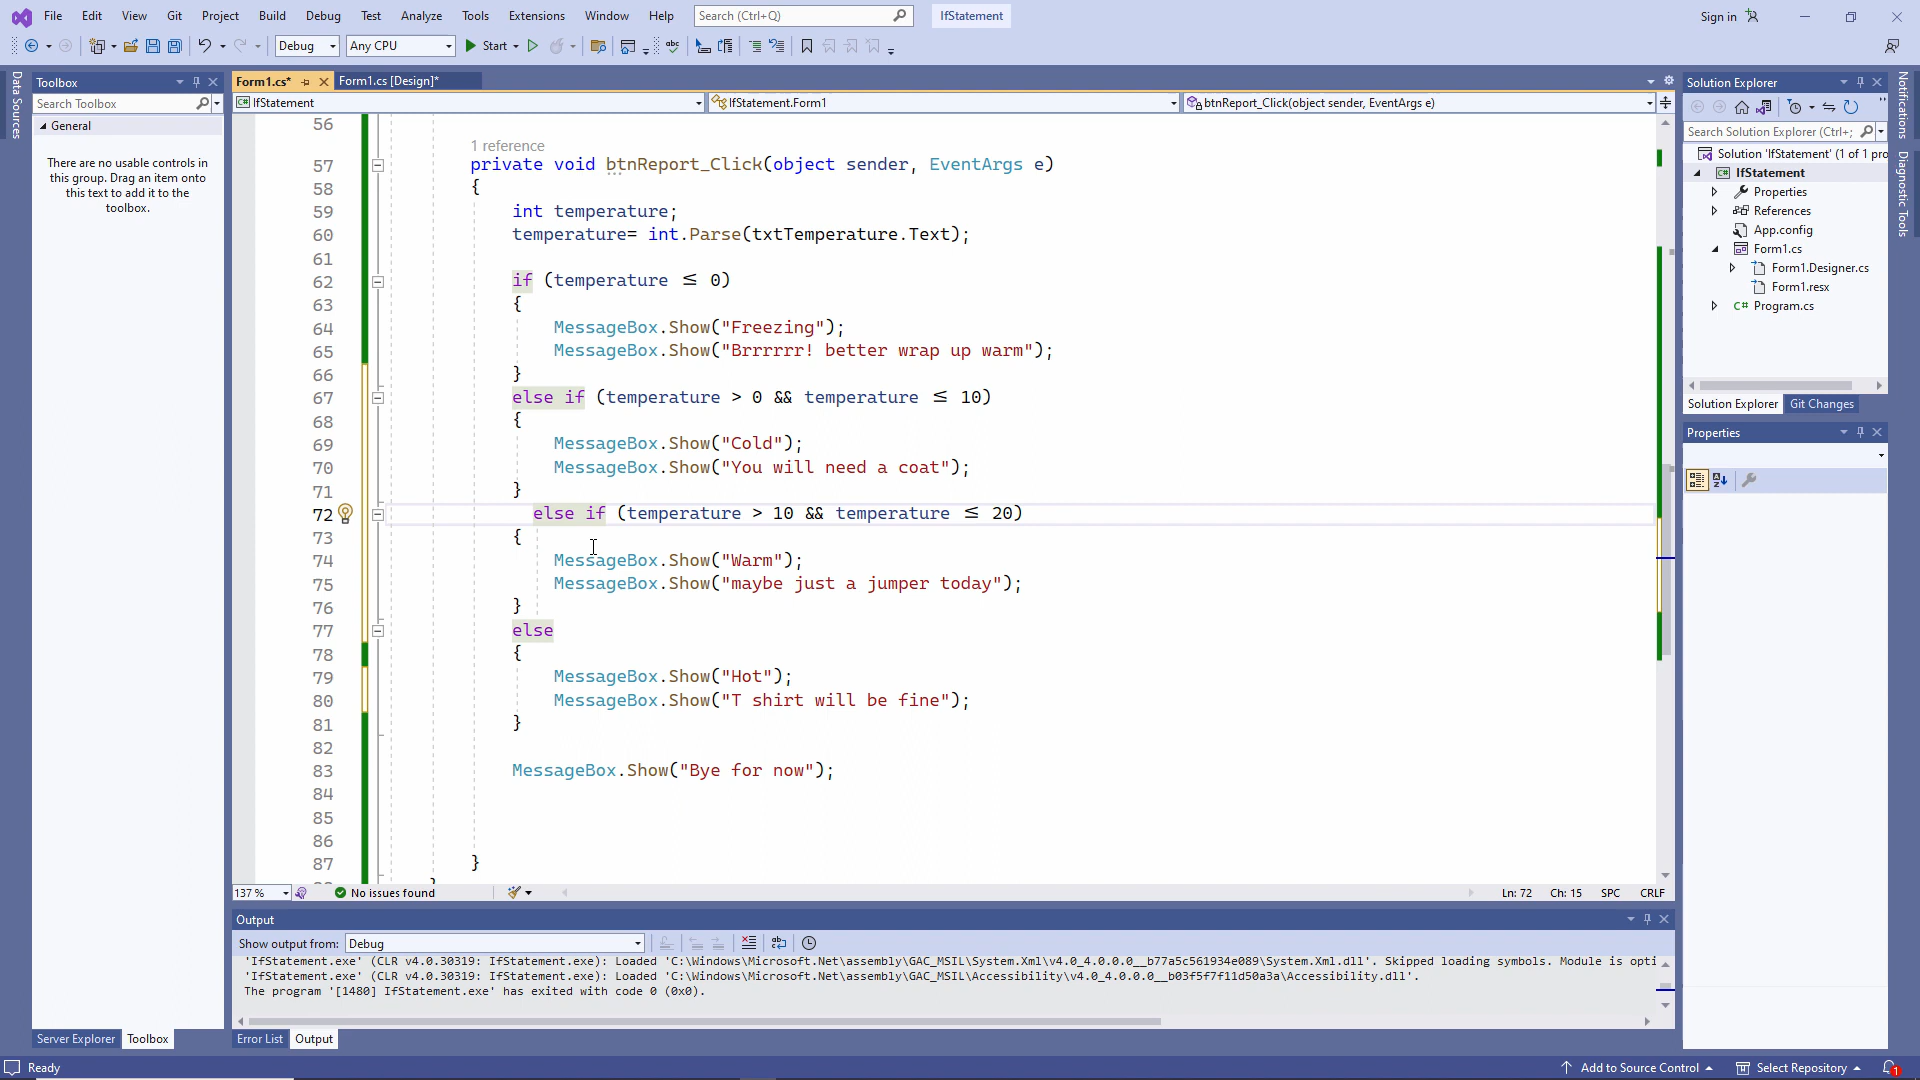 File Edit View Git Project Build Debug Test Analyze Tools Extensions Window Help Search (Ctrl+Q) IfStatement Sign in
Debug Any CPU Start
Data Sources
Toolbox
Search Toolbox
General
There are no usable controls in
this group. Drag an item onto
this text to add it to the
toolbox.
Server Explorer Toolbox
Form1.cs* Form1.cs [Design]*
IfStatement IfStatement.Form1 btnReport_Click(object sender, EventArgs e)
56
1 reference
57 private void btnReport_Click(object sender, EventArgs e)
58 {
59 int temperature;
60 temperature= int.Parse(txtTemperature.Text);
61
62 if (temperature ≤ 0)
63 {
64 MessageBox.Show("Freezing");
65 MessageBox.Show("Brrrrrr! better wrap up warm");
66 }
67 else if (temperature > 0 && temperature ≤ 10)
68 {
69 MessageBox.Show("Cold");
70 MessageBox.Show("You will need a coat");
71 }
72 else if (temperature > 10 && temperature ≤ 20)
73 {
74 MessageBox.Show("Warm");
75 MessageBox.Show("maybe just a jumper today");
76 }
77 else
78 {
79 MessageBox.Show("Hot");
80 MessageBox.Show("T shirt will be fine");
81 }
82
83 MessageBox.Show("Bye for now");
84
85
86
87 }
137 % No issues found Ln: 72 Ch: 15 SPC CRLF
Output
Show output from: Debug
'IfStatement.exe' (CLR v4.0.30319: IfStatement.exe): Loaded 'C:\Windows\Microsoft.Net\assembly\GAC_MSIL\System.Xml\v4.0_4.0.0.0__b77a5c561934e089\System.Xml.dll'. Skipped loading symbols. Module is opti
'IfStatement.exe' (CLR v4.0.30319: IfStatement.exe): Loaded 'C:\Windows\Microsoft.Net\assembly\GAC_MSIL\Accessibility\v4.0_4.0.0.0__b03f5f7f11d50a3a\Accessibility.dll'.
The program '[1480] IfStatement.exe' has exited with code 0 (0x0).
Error List Output
Solution Explorer
Search Solution Explorer (Ctrl+;
Solution 'IfStatement' (1 of 1 pro
C# IfStatement
Properties
References
App.config
Form1.cs
Form1.Designer.cs
Form1.resx
C# Program.cs
Solution Explorer Git Changes
Properties
Notifications
Diagnostic Tools
Ready Add to Source Control Select Repository 1